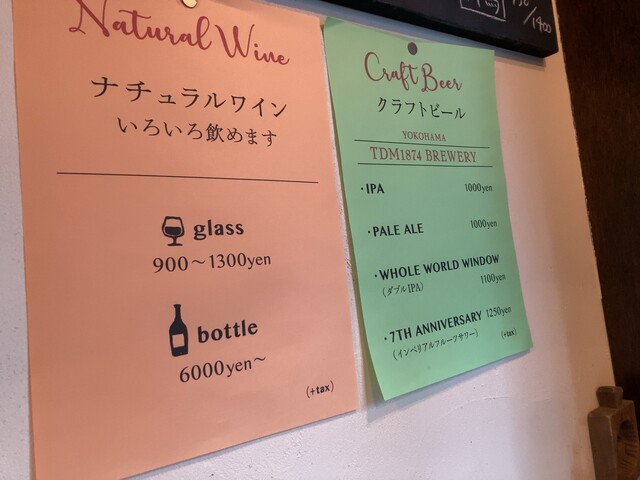 Natural Wine
ナチュラルワイン
いろいろ飲めます
glass
900～1300yen
bottle
6000yen～
(+tax)
Craft Beer
クラフトビール
YOKOHAMA
TDM1874 BREWERY
・IPA 1000yen
・PALE ALE 1000yen
・WHOLE WORLD WINDOW
(ダブルIPA) 1100yen
・7TH ANNIVERSARY 1250yen
(インペリアルフルーツサワー) (+tax)
/1400